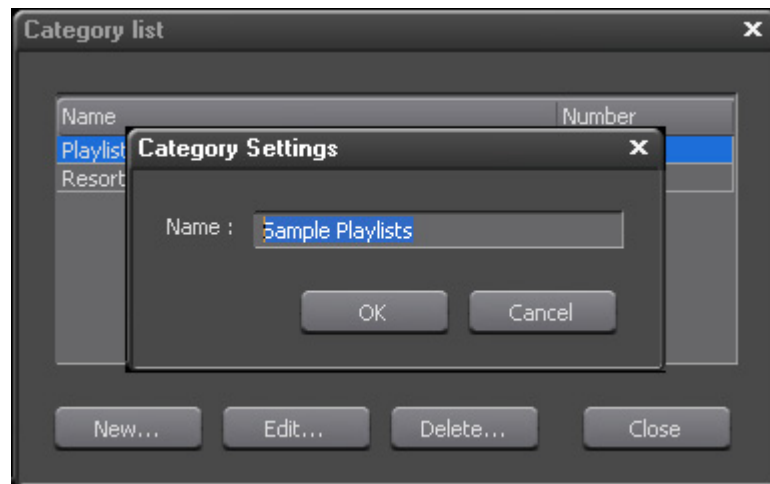 Category list
Name Number
Playlist
Resort
Category Settings
Name :
Sample Playlists
OK Cancel
New... Edit... Delete... Close